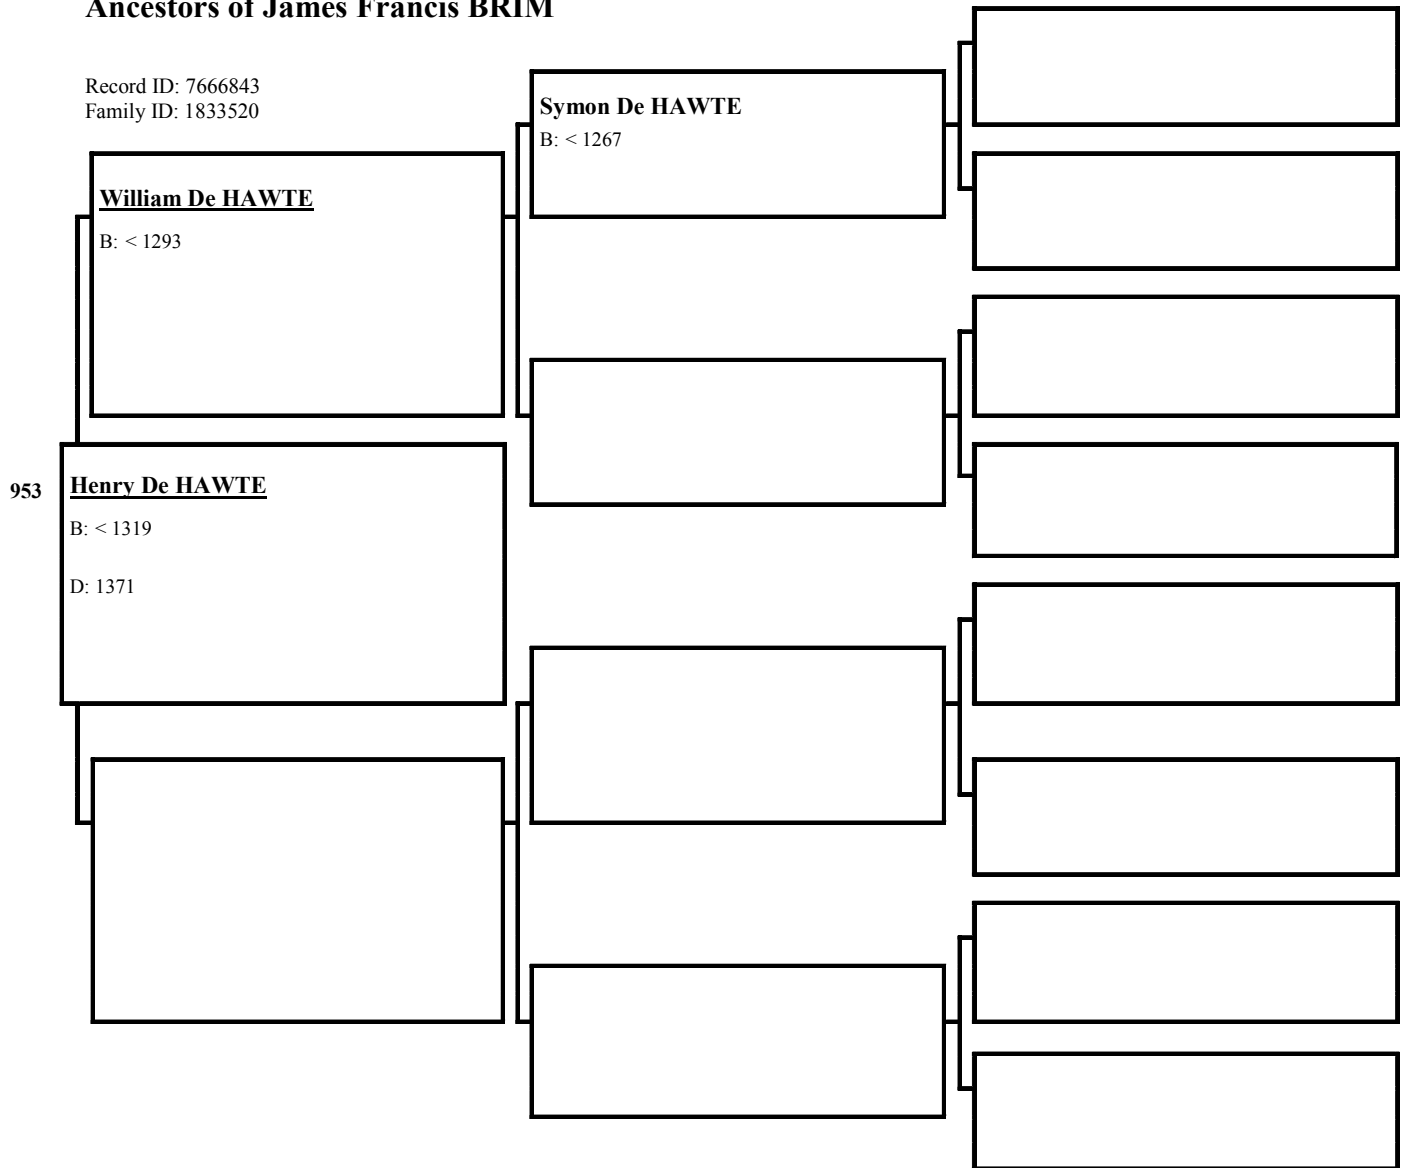 Ancestors of James Francis BRIM
Record ID: 7666843
Family ID: 1833520
Symon De HAWTE
B: < 1267
William De HAWTE
B: < 1293
953
Henry De HAWTE
B: < 1319
D: 1371